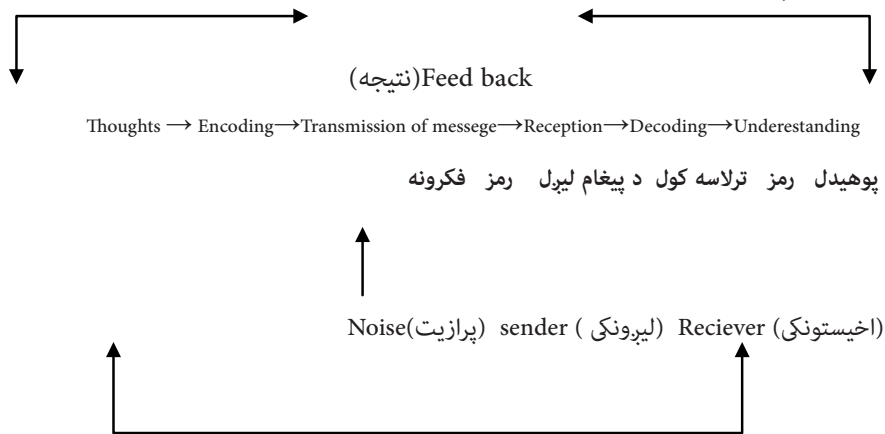 Feed back(نتیجه)
Thoughts → Encoding→Transmission of messege→Reception→Decoding→Underestanding
پوهیدل رمز ترلاسه کول د پیغام لیږل رمز فکرونه
Noise(پرازیت) sender ( لیږونکی) Reciever (اخیستونکی)